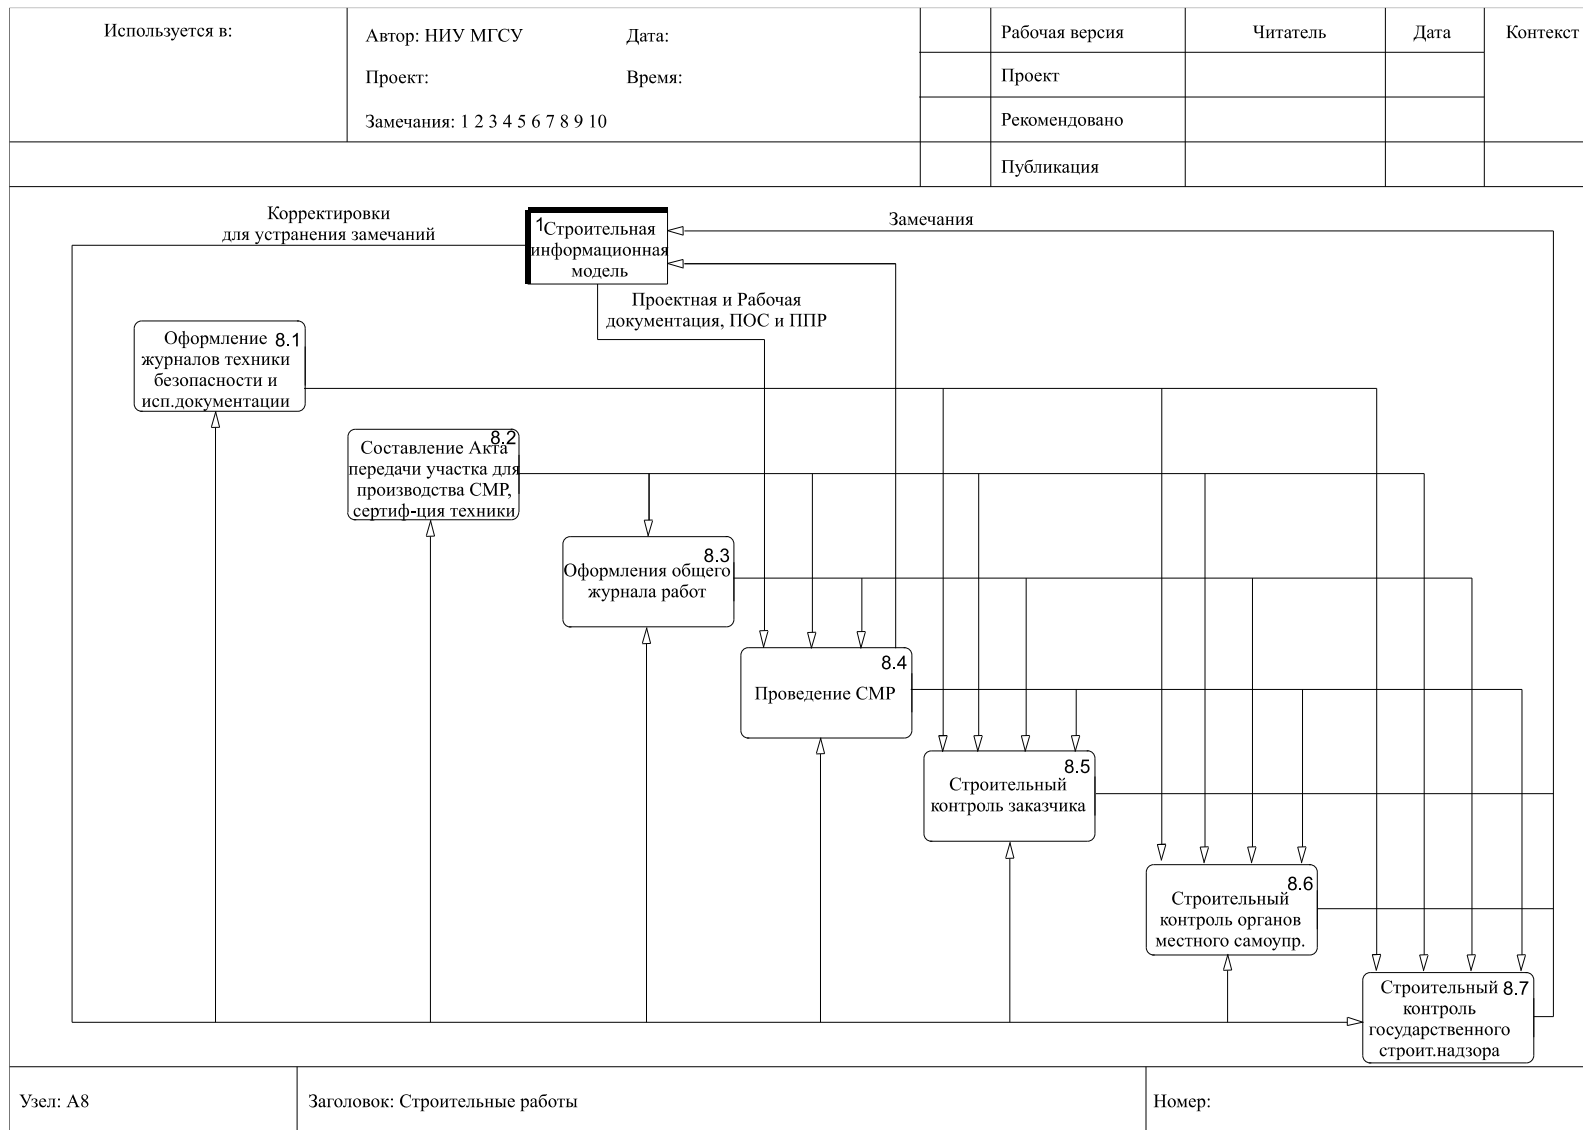 Используется в:
Автор: НИУ МГСУ
Дата:
Проект:
Время:
Замечания: 1 2 3 4 5 6 7 8 9 10
Рабочая версия
Читатель
Дата
Контекст
Проект
Рекомендовано
Публикация
Корректировки
для устранения замечаний
1
Строительная
информационная
модель
Замечания
Проектная и Рабочая
документация, ПОС и ППР
8.1
Оформление
журналов техники
безопасности и
исп.документации
8.2
Составление Акта
передачи участка для
производства СМР,
сертиф-ция техники
8.3
Оформления общего
журнала работ
8.4
Проведение СМР
8.5
Строительный
контроль заказчика
8.6
Строительный
контроль органов
местного самоупр.
8.7
Строительный
контроль
государственного
строит.надзора
Узел: А8
Заголовок: Строительные работы
Номер: